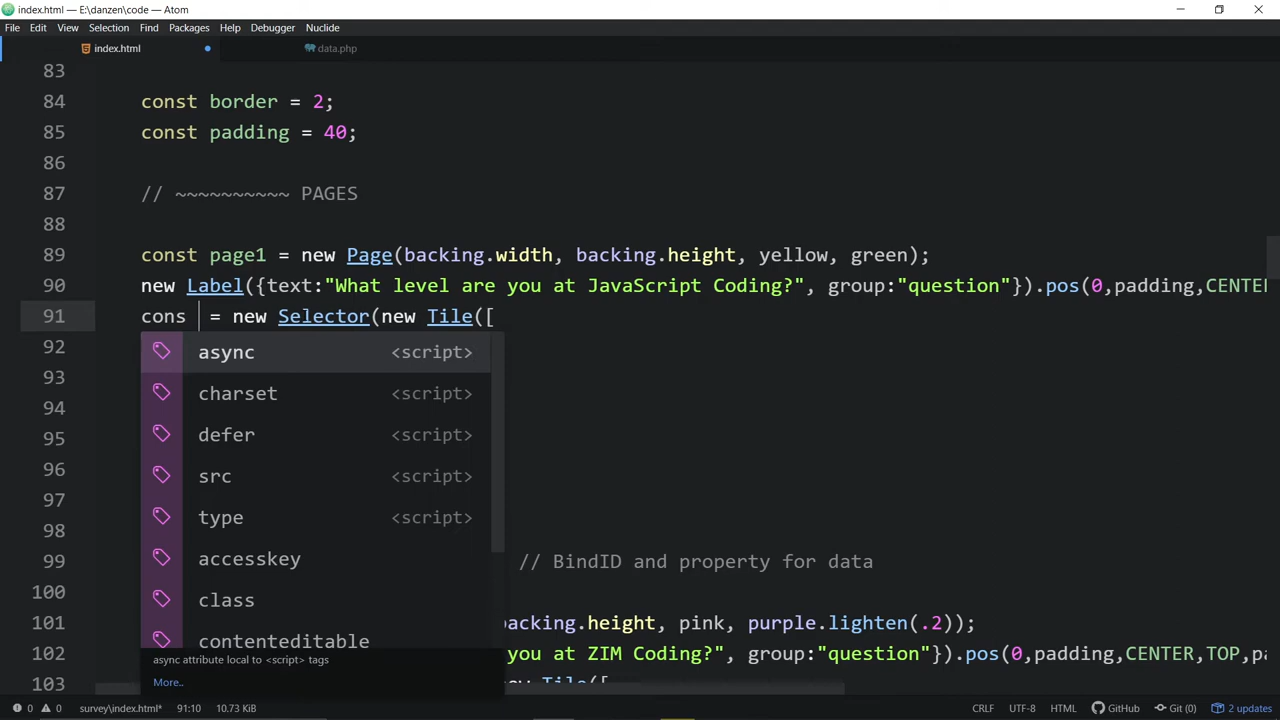 index.html — E:\danzen\code — Atom
File Edit View Selection Find Packages Help Debugger Nuclide
index.html data.php
83
84 const border = 2;
85 const padding = 40;
86
87 // ~~~~~~~~~~ PAGES
88
89 const page1 = new Page(backing.width, backing.height, yellow, green);
90 new Label({text:"What level are you at JavaScript Coding?", group:"question"}).pos(0,padding,CENTER
91 cons = new Selector(new Tile([
92
async <script>
93
charset <script>
94
95
defer <script>
96
src <script>
97
type <script>
98
99 // BindID and property for data
accesskey
100
class
101 backing.height, pink, purple.lighten(.2));
contenteditable
102 you at ZIM Coding?", group:"question"}).pos(0,padding,CENTER,TOP,pa
async attribute local to <script> tags
103 new Tile([
More..
0 0 survey\index.html* 91:10 10.73 KiB CRLF UTF-8 HTML GitHub Git (0) 2 updates